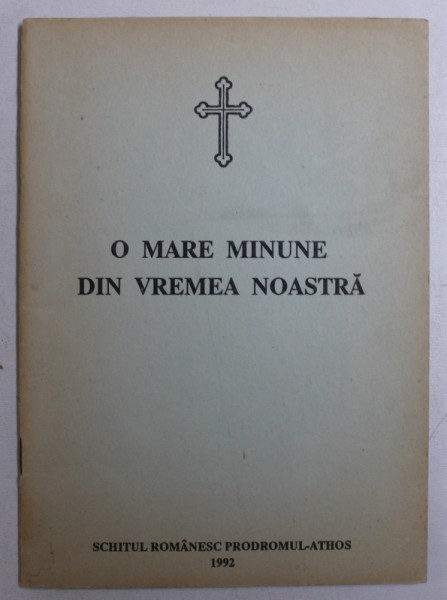 O MARE MINUNE
DIN VREMEA NOASTRĂ
SCHITUL ROMÂNESC PRODROMUL-ATHOS
1992